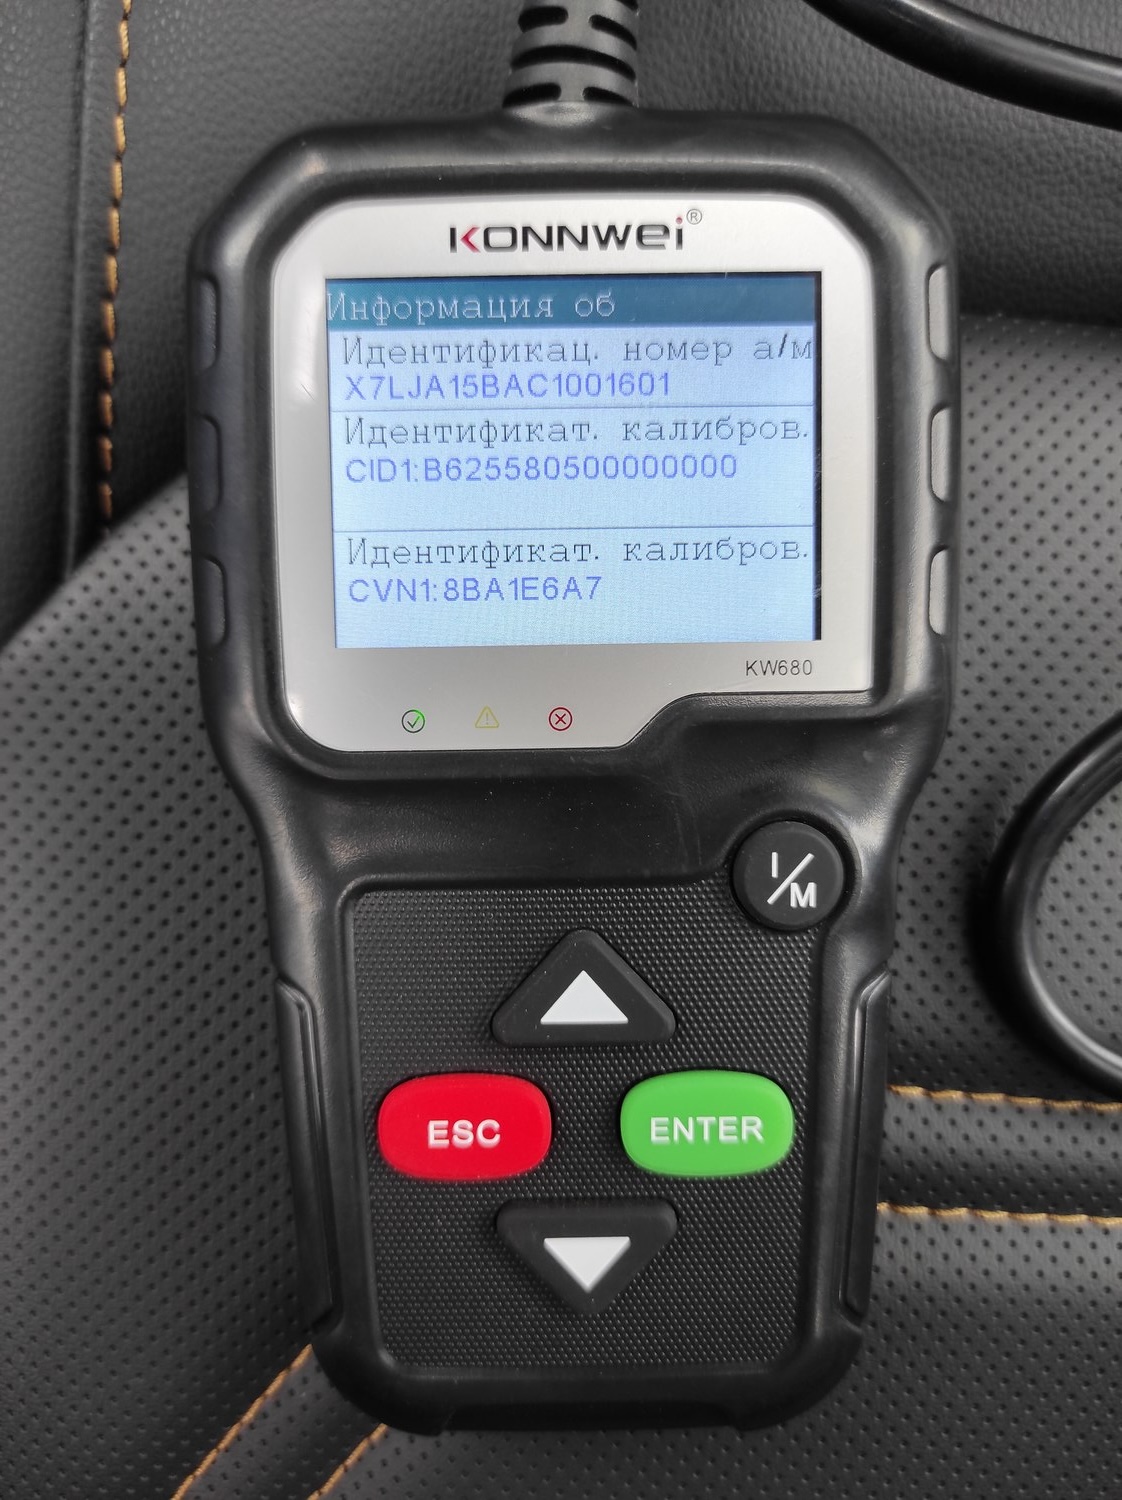 KONNWEI®
Информация об
Идентификац. номер а/м
X7LJA15BAC1001601
Идентификат. калибров.
CID1:B625580500000000
Идентификат. калибров.
CVN1:8BA1E6A7
KW680
I/M
ESC
ENTER